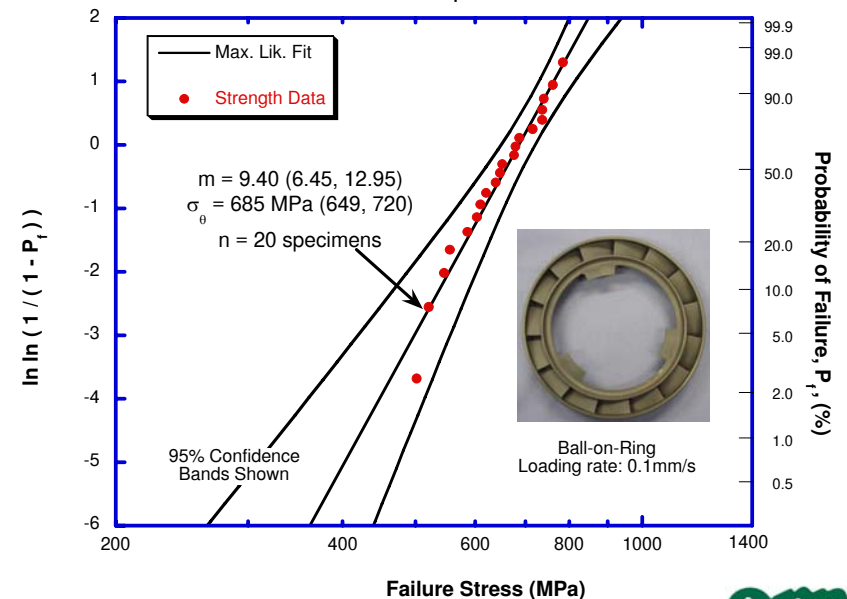 2
1
0
-1
-2
-3
-4
-5
-6
99.9
99.0
90.0
50.0
20.0
10.0
5.0
2.0
1.0
0.5
200
400
600
800
1000
1400
Max. Lik. Fit
Strength Data
m = 9.40 (6.45, 12.95)
σθ = 685 MPa (649, 720)
n = 20 specimens
95% Confidence
Bands Shown
Ball-on-Ring
Loading rate: 0.1mm/s
ln ln ( 1 / ( 1 - Pf ) )
Probability of Failure, Pf , (%)
Failure Stress (MPa)